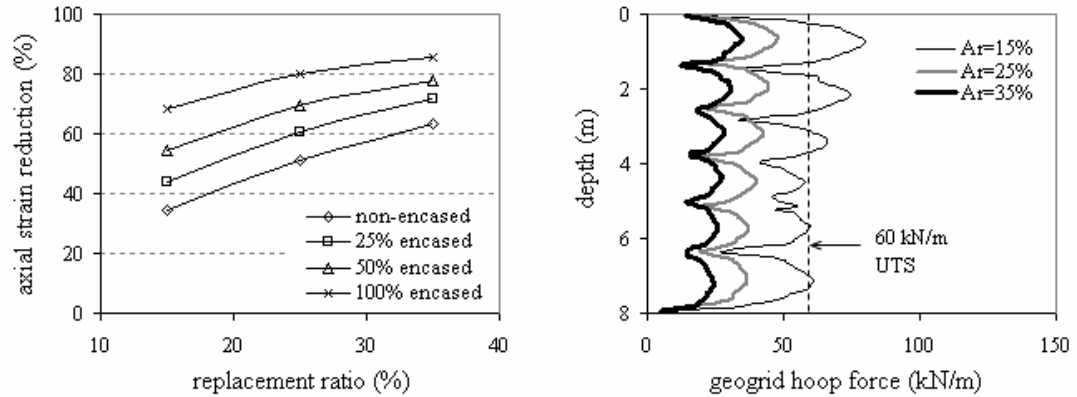 axial strain reduction (%)
100
80
60
40
20
0
non-encased
25% encased
50% encased
100% encased
10
20
30
40
replacement ratio (%)
depth (m)
0
2
4
6
8
Ar=15%
Ar=25%
Ar=35%
60 kN/m
UTS
0
50
100
150
geogrid hoop force (kN/m)